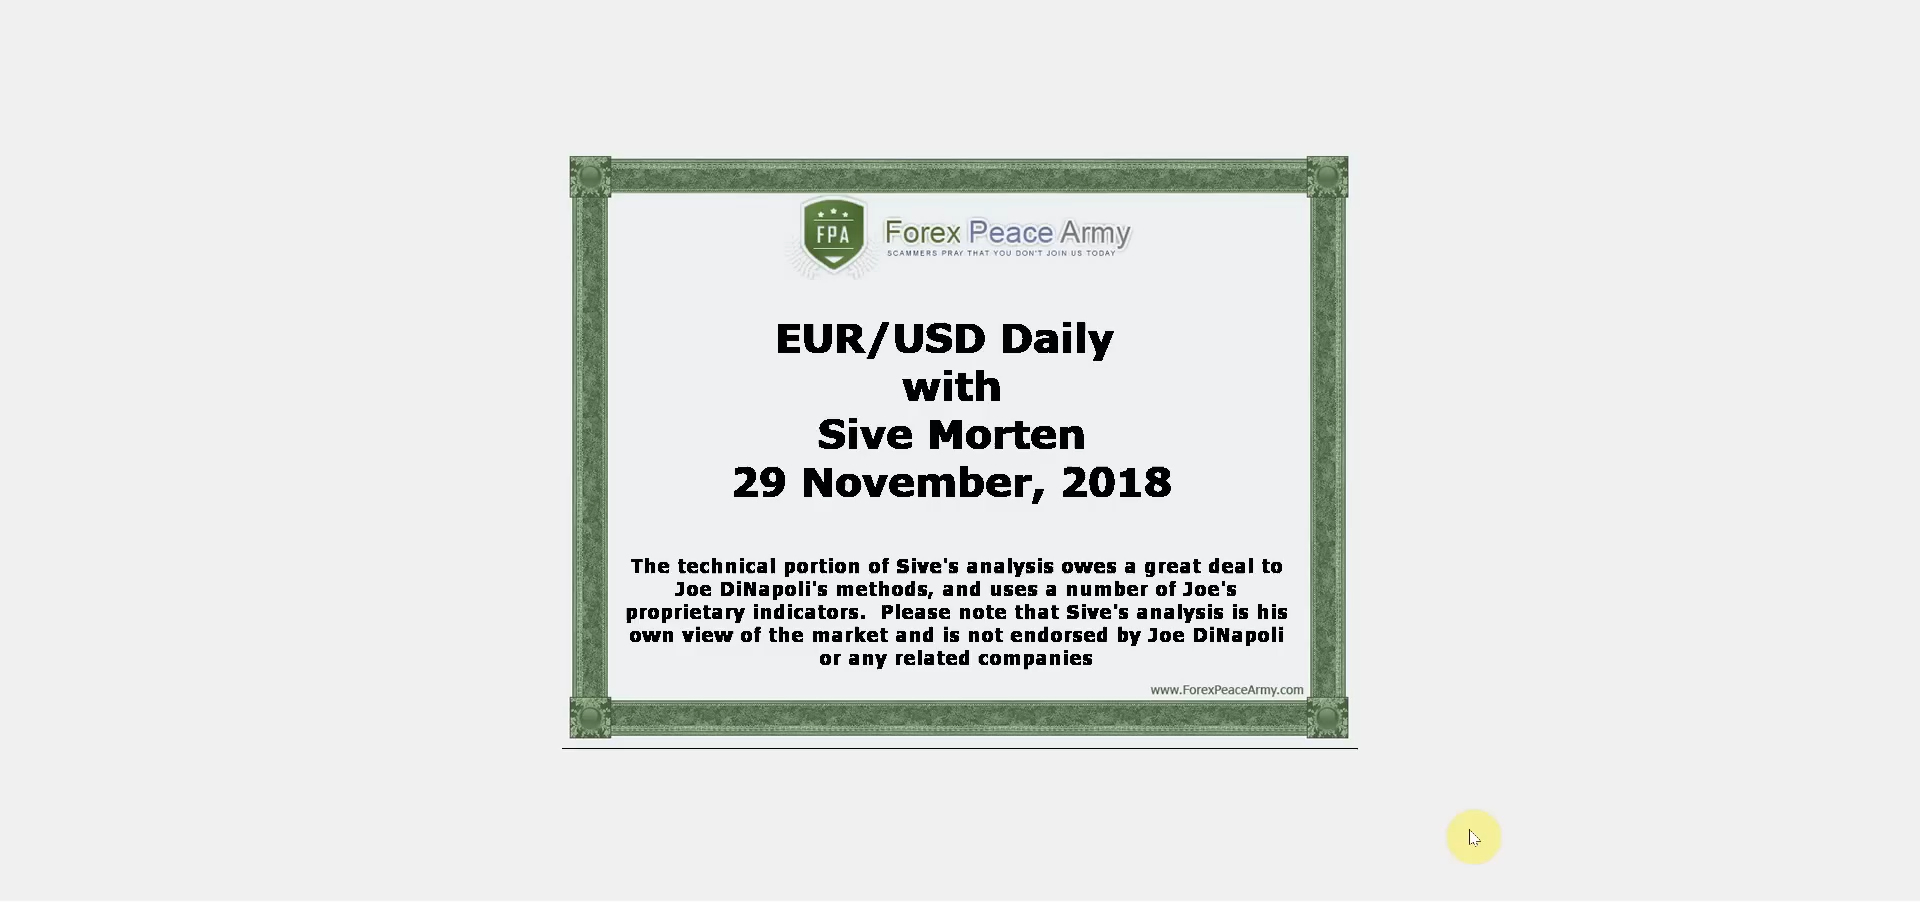 FPA
Forex Peace Army
SCAMMERS PRAY THAT YOU DON'T JOIN US TODAY
EUR/USD Daily
with
Sive Morten
29 November, 2018
The technical portion of Sive's analysis owes a great deal to
Joe DiNapoli's methods, and uses a number of Joe's
proprietary indicators.  Please note that Sive's analysis is his
own view of the market and is not endorsed by Joe DiNapoli
or any related companies
www.ForexPeaceArmy.com